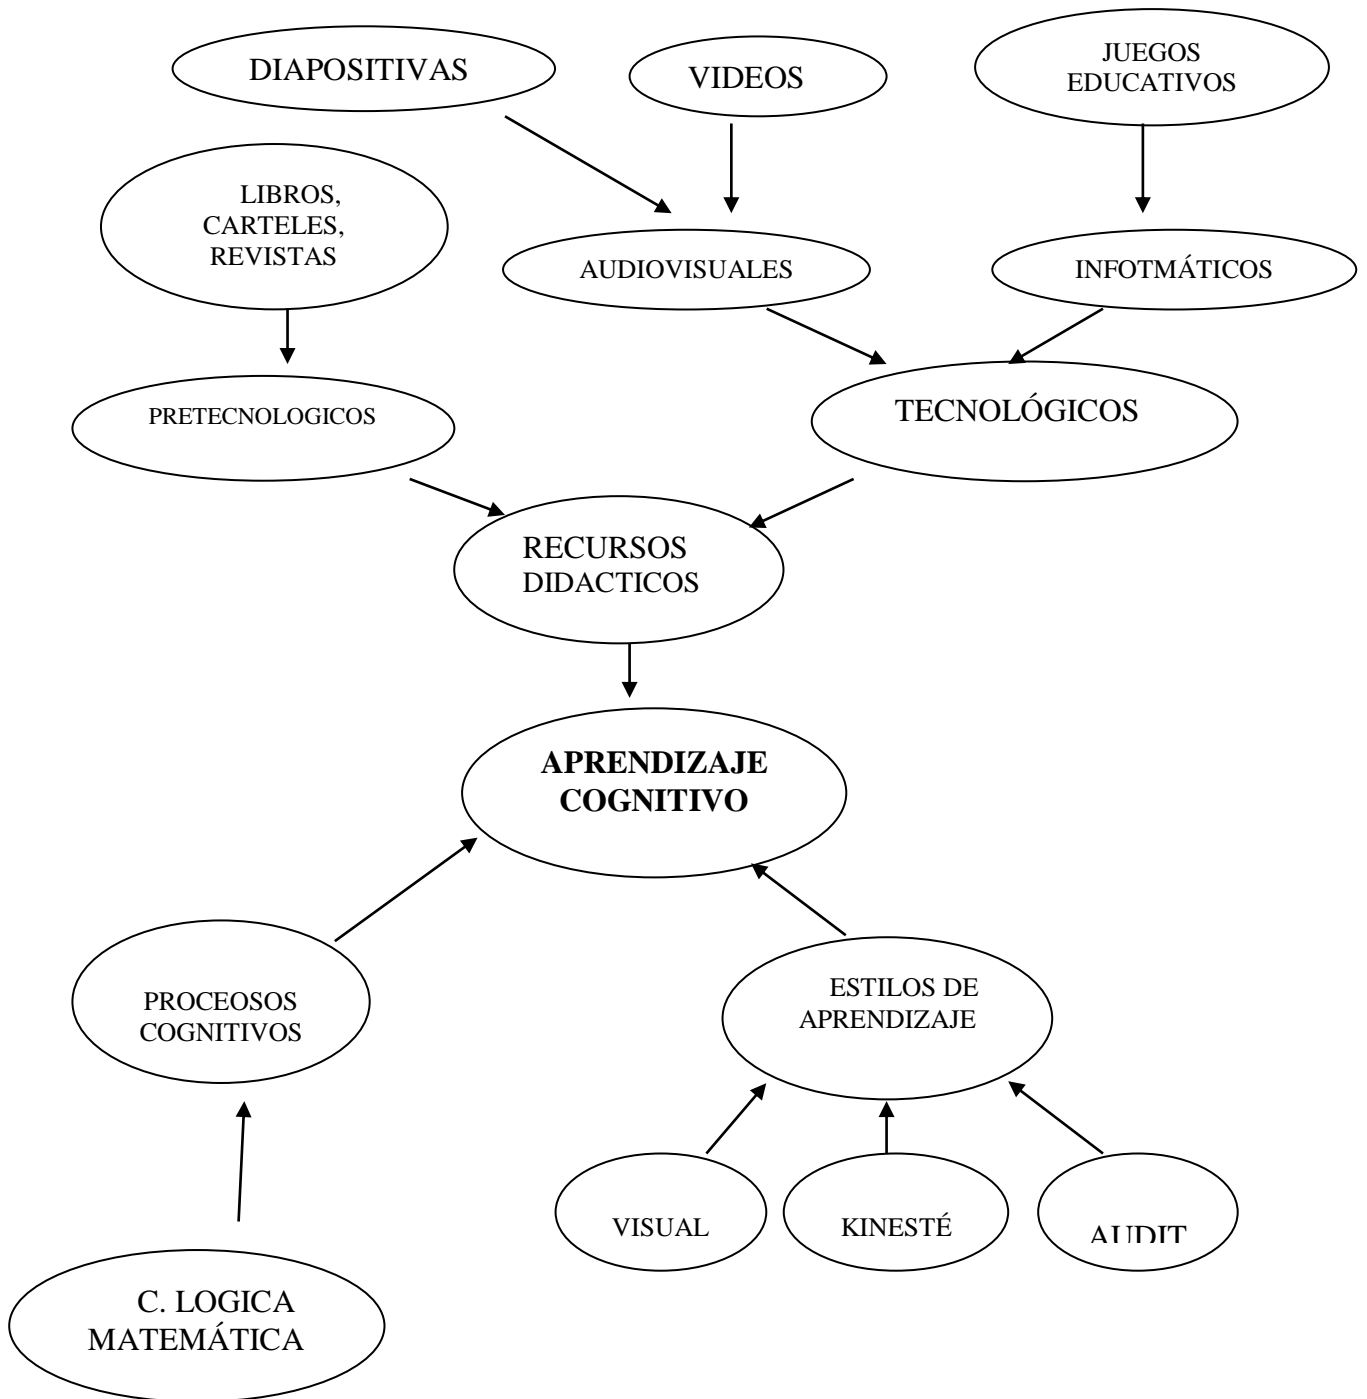 DIAPOSITIVAS
VIDEOS
JUEGOS
EDUCATIVOS
LIBROS,
CARTELES,
REVISTAS
AUDIOVISUALES
INFOTMÁTICOS
PRETECNOLOGICOS
TECNOLÓGICOS
RECURSOS
DIDACTICOS
APRENDIZAJE
COGNITIVO
PROCEOSOS
COGNITIVOS
ESTILOS DE
APRENDIZAJE
VISUAL
KINESTÉ
AUDIT
C. LOGICA
MATEMÁTICA